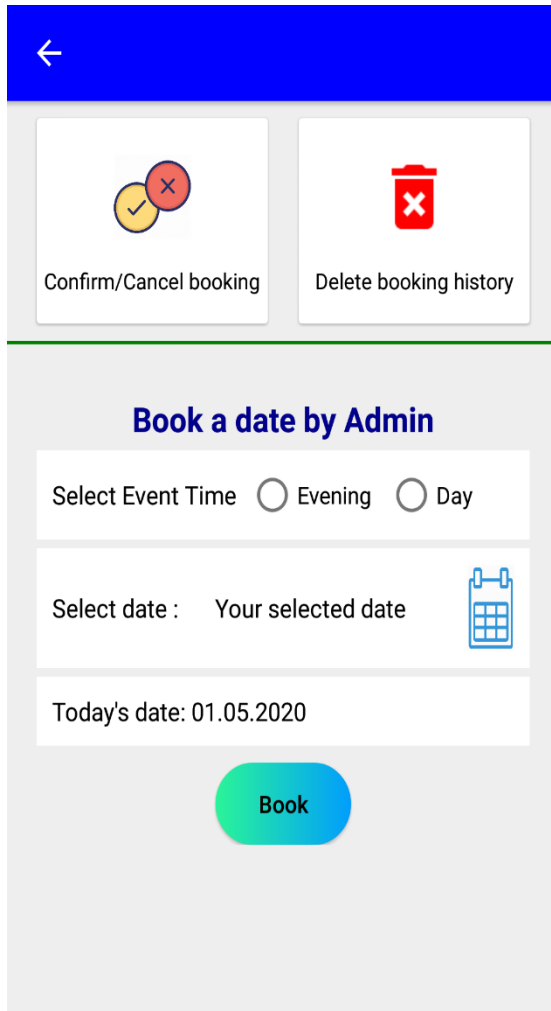 Confirm/Cancel booking
Delete booking history
Book a date by Admin
Select Event Time Evening Day
Select date : Your selected date
Today's date: 01.05.2020
Book